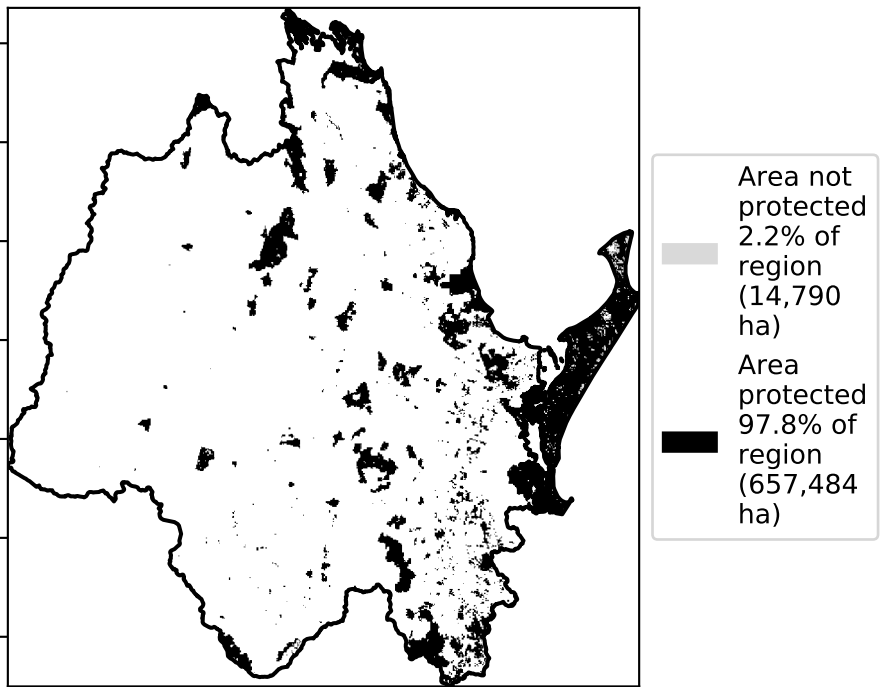 Area not
protected
2.2% of
region
(14,790
ha)
Area
protected
97.8% of
region
(657,484
ha)